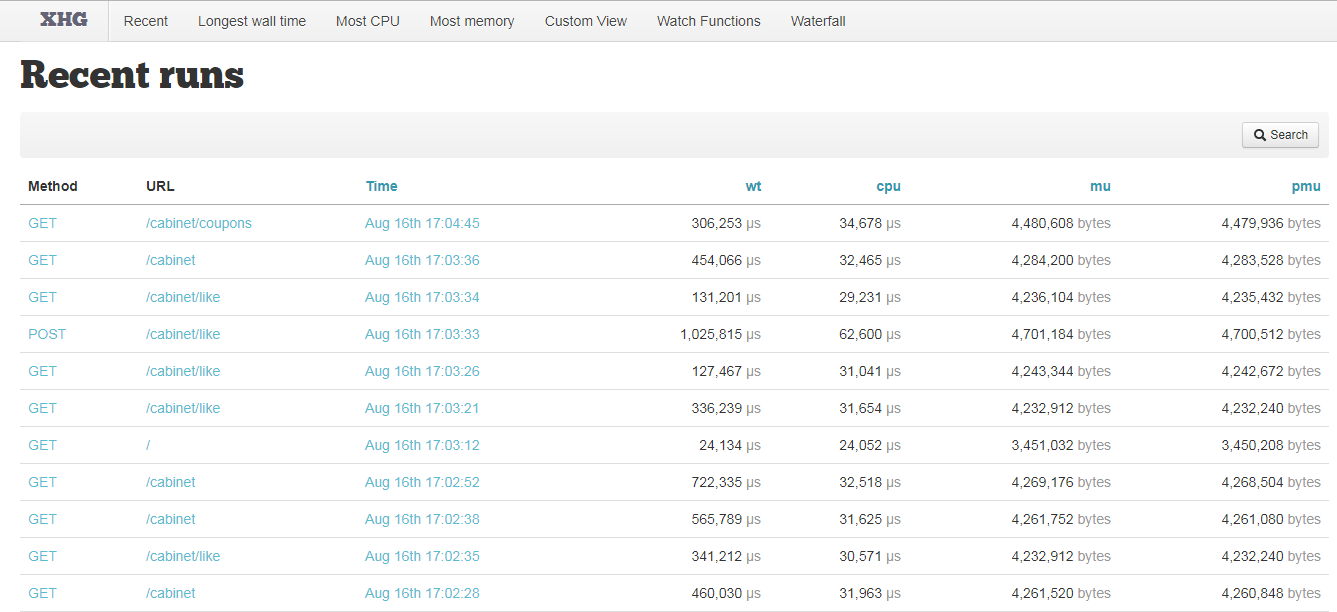 XHG Recent Longest wall time Most CPU Most memory Custom View Watch Functions Waterfall
Recent runs
Search
Method URL Time wt cpu mu pmu
GET /cabinet/coupons Aug 16th 17:04:45 306,253 µs 34,678 µs 4,480,608 bytes 4,479,936 bytes
GET /cabinet Aug 16th 17:03:36 454,066 µs 32,465 µs 4,284,200 bytes 4,283,528 bytes
GET /cabinet/like Aug 16th 17:03:34 131,201 µs 29,231 µs 4,236,104 bytes 4,235,432 bytes
POST /cabinet/like Aug 16th 17:03:33 1,025,815 µs 62,600 µs 4,701,184 bytes 4,700,512 bytes
GET /cabinet/like Aug 16th 17:03:26 127,467 µs 31,041 µs 4,243,344 bytes 4,242,672 bytes
GET /cabinet/like Aug 16th 17:03:21 336,239 µs 31,654 µs 4,232,912 bytes 4,232,240 bytes
GET / Aug 16th 17:03:12 24,134 µs 24,052 µs 3,451,032 bytes 3,450,208 bytes
GET /cabinet Aug 16th 17:02:52 722,335 µs 32,518 µs 4,269,176 bytes 4,268,504 bytes
GET /cabinet Aug 16th 17:02:38 565,789 µs 31,625 µs 4,261,752 bytes 4,261,080 bytes
GET /cabinet/like Aug 16th 17:02:35 341,212 µs 30,571 µs 4,232,912 bytes 4,232,240 bytes
GET /cabinet Aug 16th 17:02:28 460,030 µs 31,963 µs 4,261,520 bytes 4,260,848 bytes